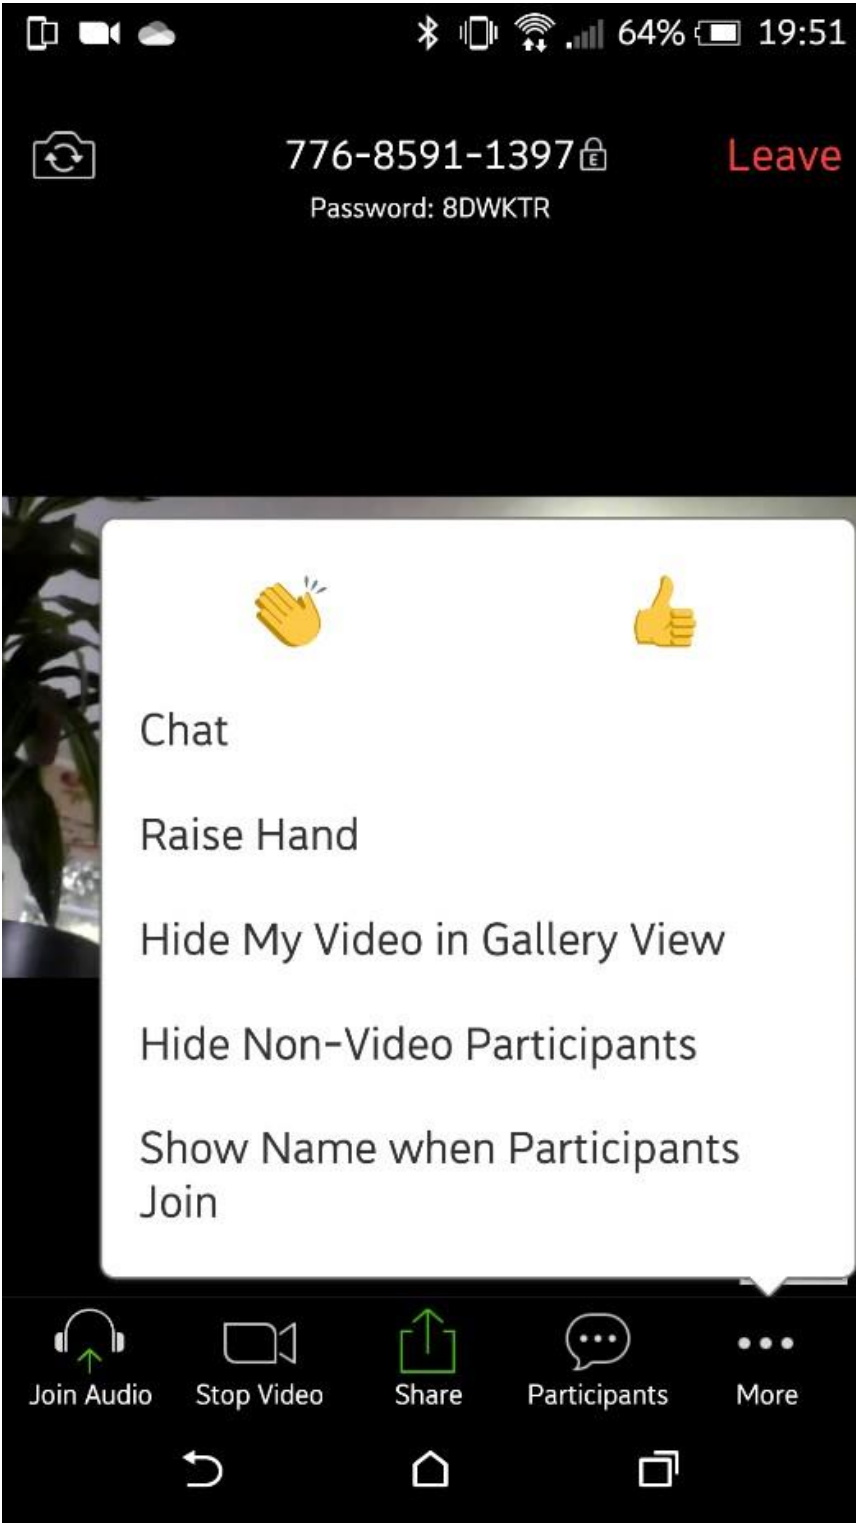 64% 19:51
776-8591-1397 E Leave
Password: 8DWKTR
Chat
Raise Hand
Hide My Video in Gallery View
Hide Non-Video Participants
Show Name when Participants
Join
Join Audio Stop Video Share Participants More